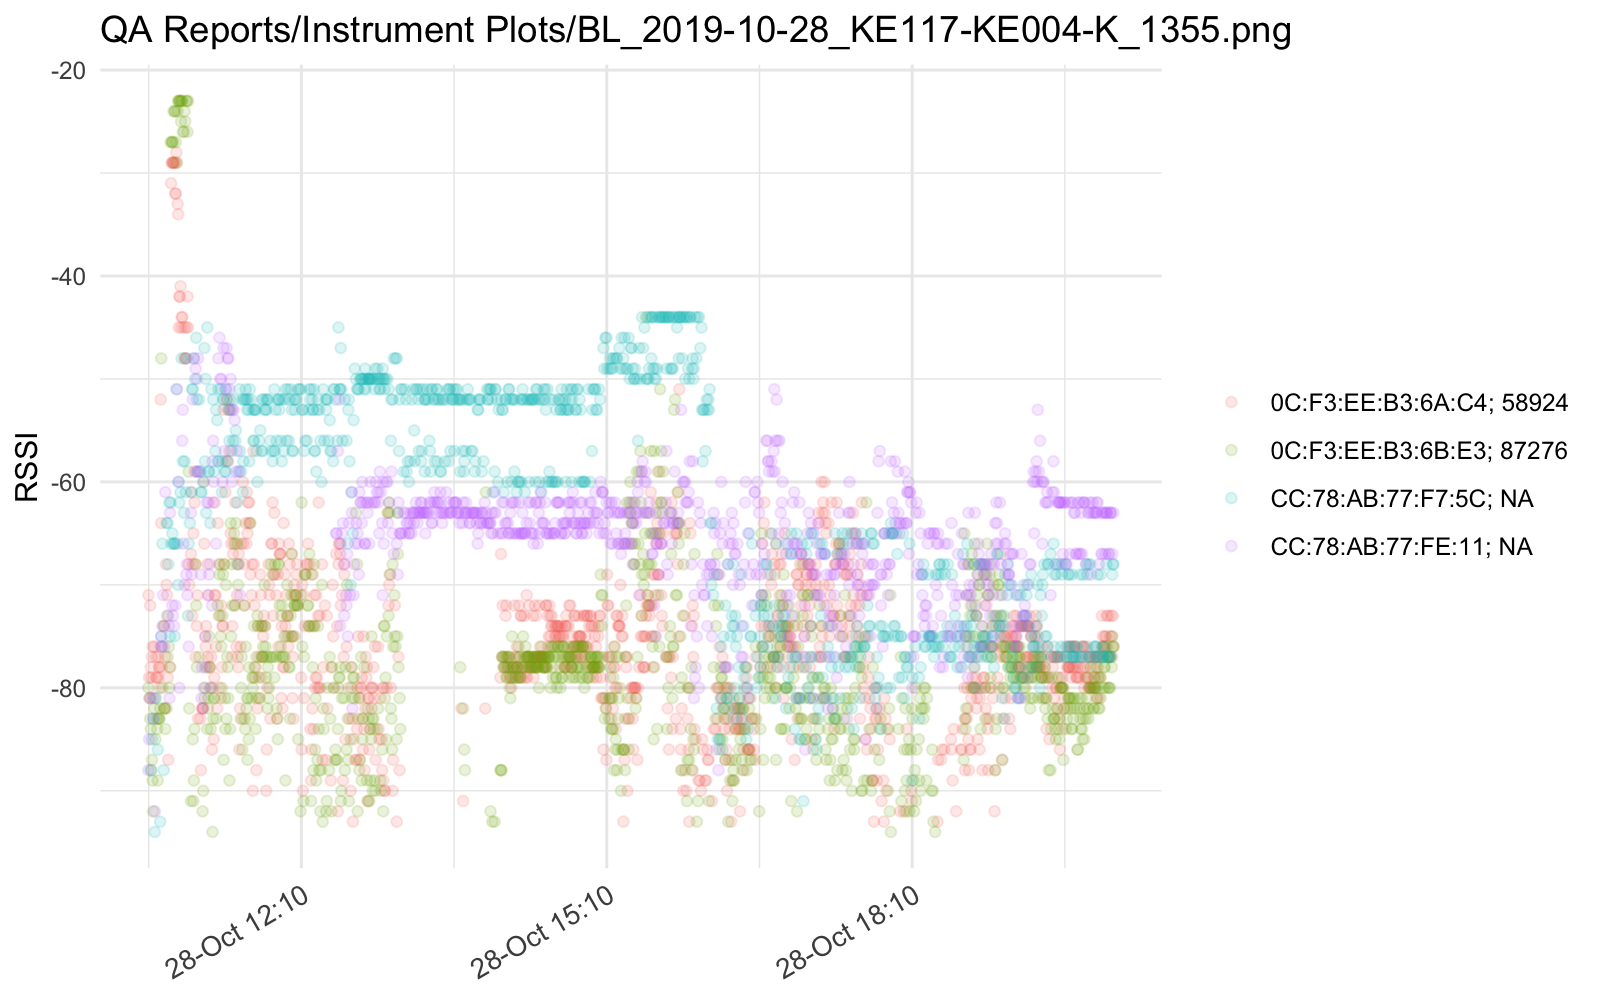 QA Reports/Instrument Plots/BL_2019-10-28_KE117-KE004-K_1355.png
-20
-40
-60
-80
RSSI
28-Oct 12:10
28-Oct 15:10
28-Oct 18:10
0C:F3:EE:B3:6A:C4; 58924
0C:F3:EE:B3:6B:E3; 87276
CC:78:AB:77:F7:5C; NA
CC:78:AB:77:FE:11; NA